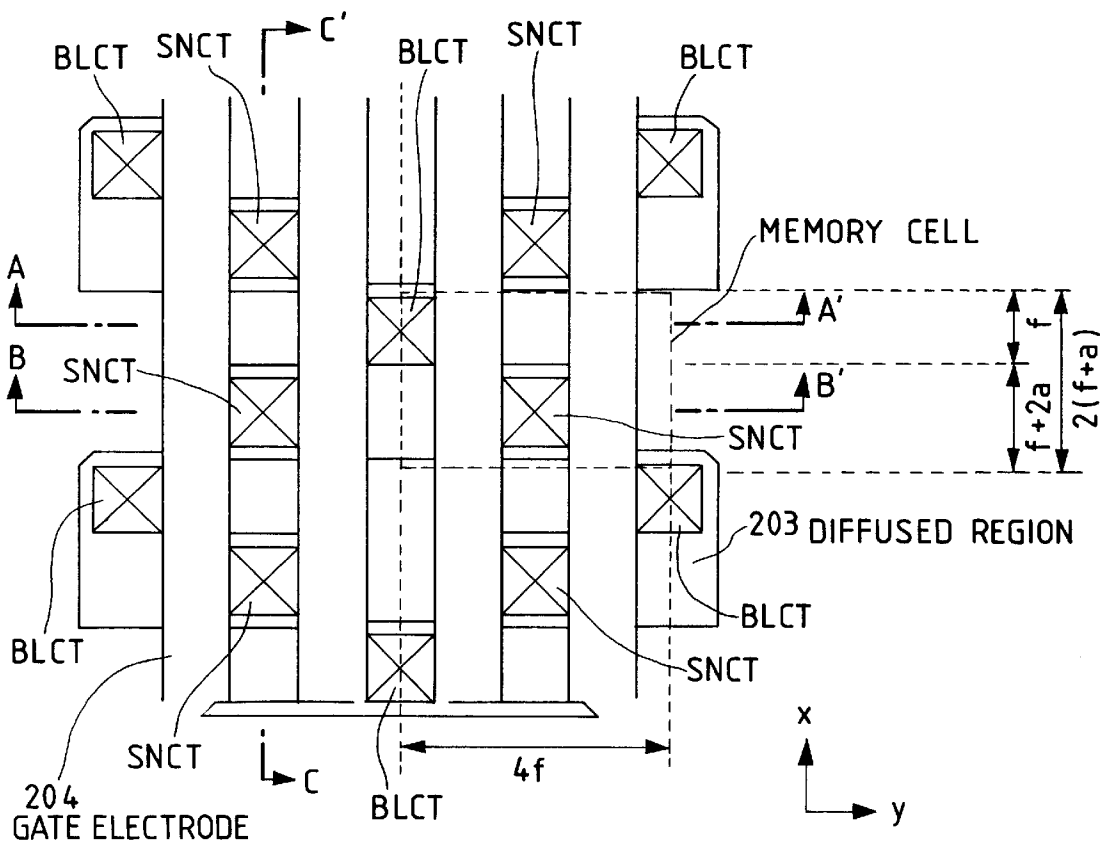 C'
SNCT
SNCT
BLCT
BLCT
BLCT
MEMORY CELL
A
A'
f
B
SNCT
B'
f+2a
2(f+a)
SNCT
203 DIFFUSED REGION
BLCT
BLCT
SNCT
x
SNCT
C
4f
BLCT
y
204
GATE ELECTRODE